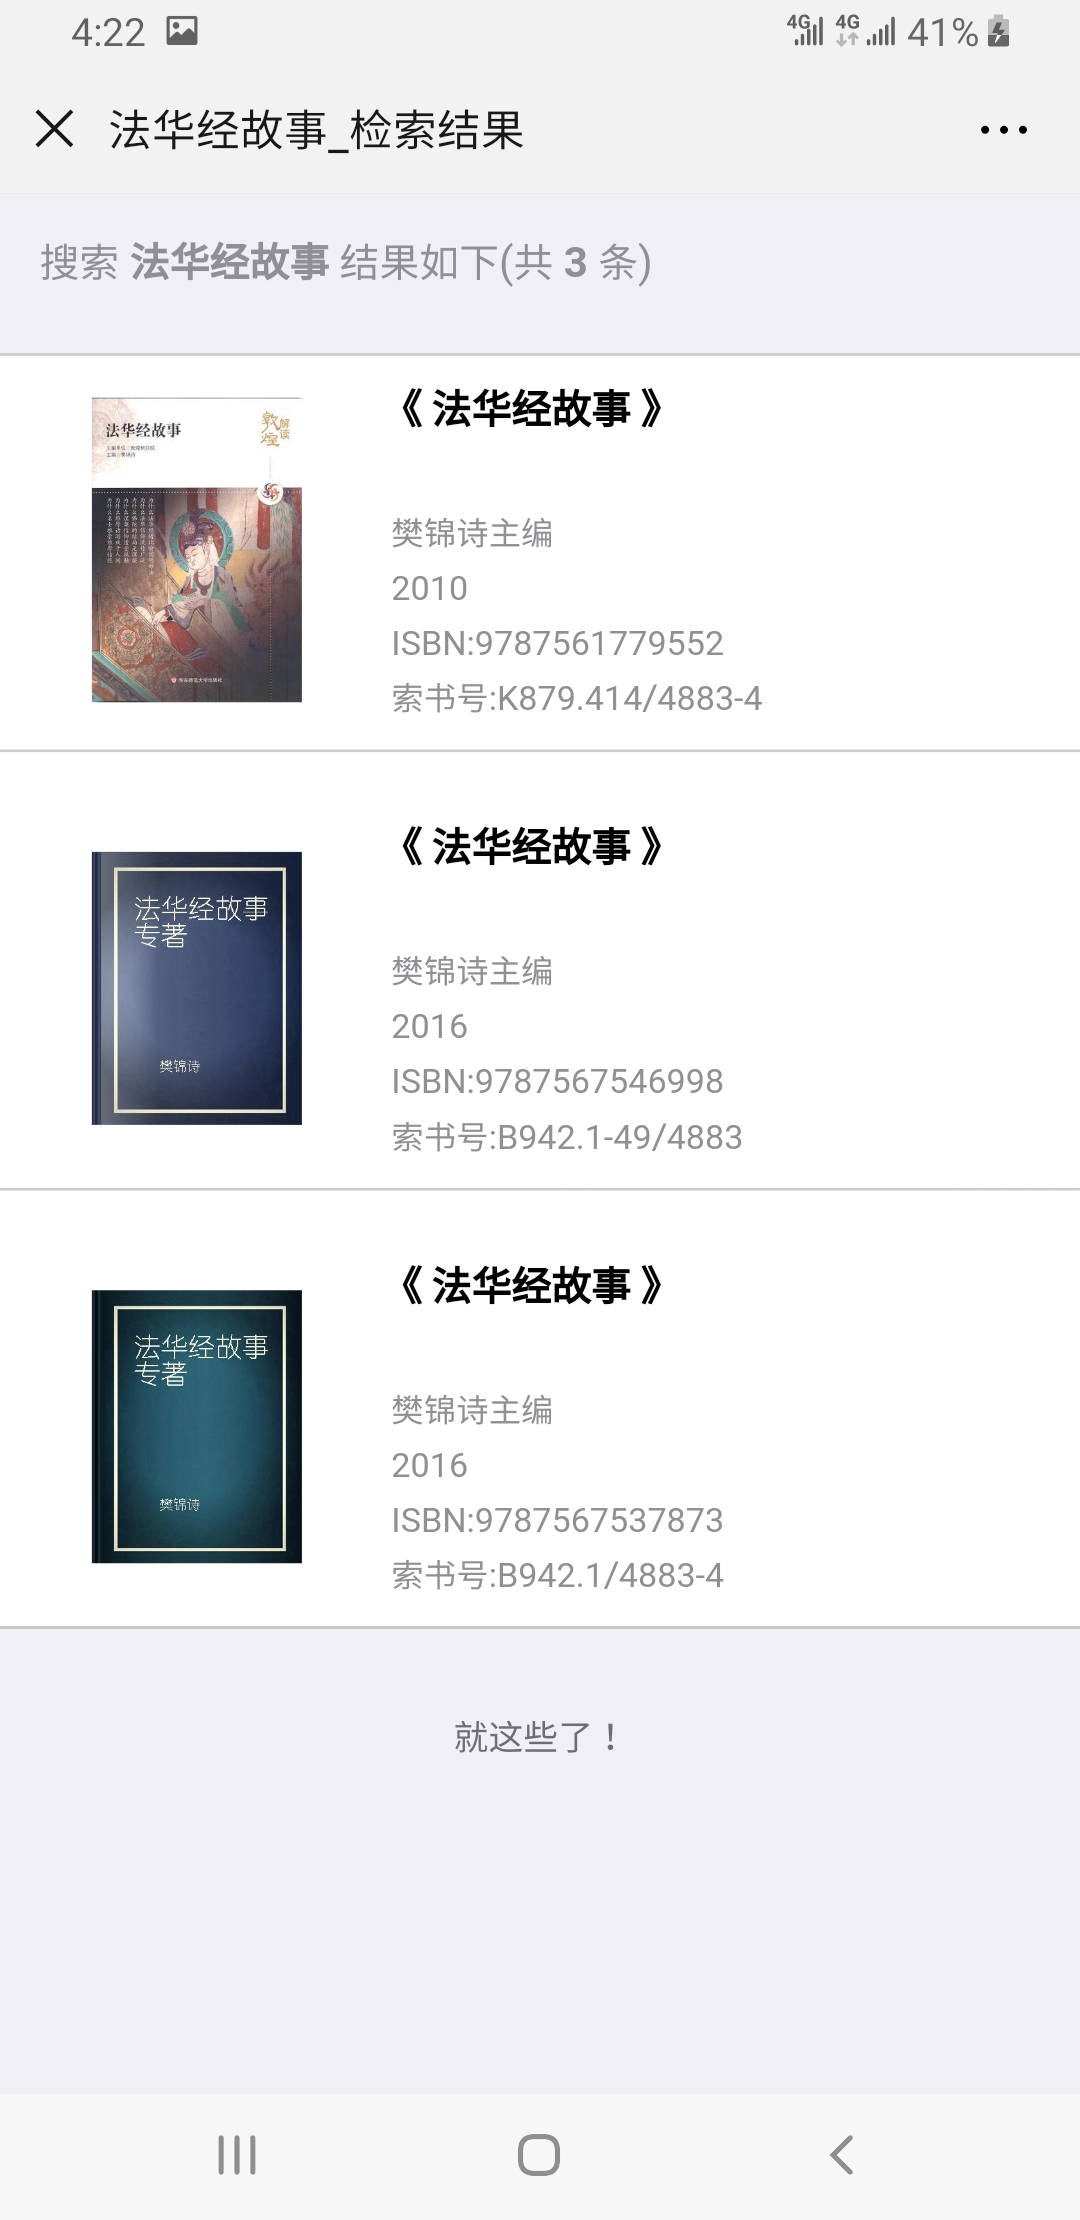 4:22
4G 4G 41%
法华经故事_检索结果
搜索 法华经故事 结果如下(共 3 条)
法华经故事
解读
敦煌
《 法华经故事 》
樊锦诗主编
2010
ISBN:9787561779552
索书号:K879.414/4883-4
法华经故事
专著
樊锦诗
《 法华经故事 》
樊锦诗主编
2016
ISBN:9787567546998
索书号:B942.1-49/4883
法华经故事
专著
樊锦诗
《 法华经故事 》
樊锦诗主编
2016
ISBN:9787567537873
索书号:B942.1/4883-4
就这些了！